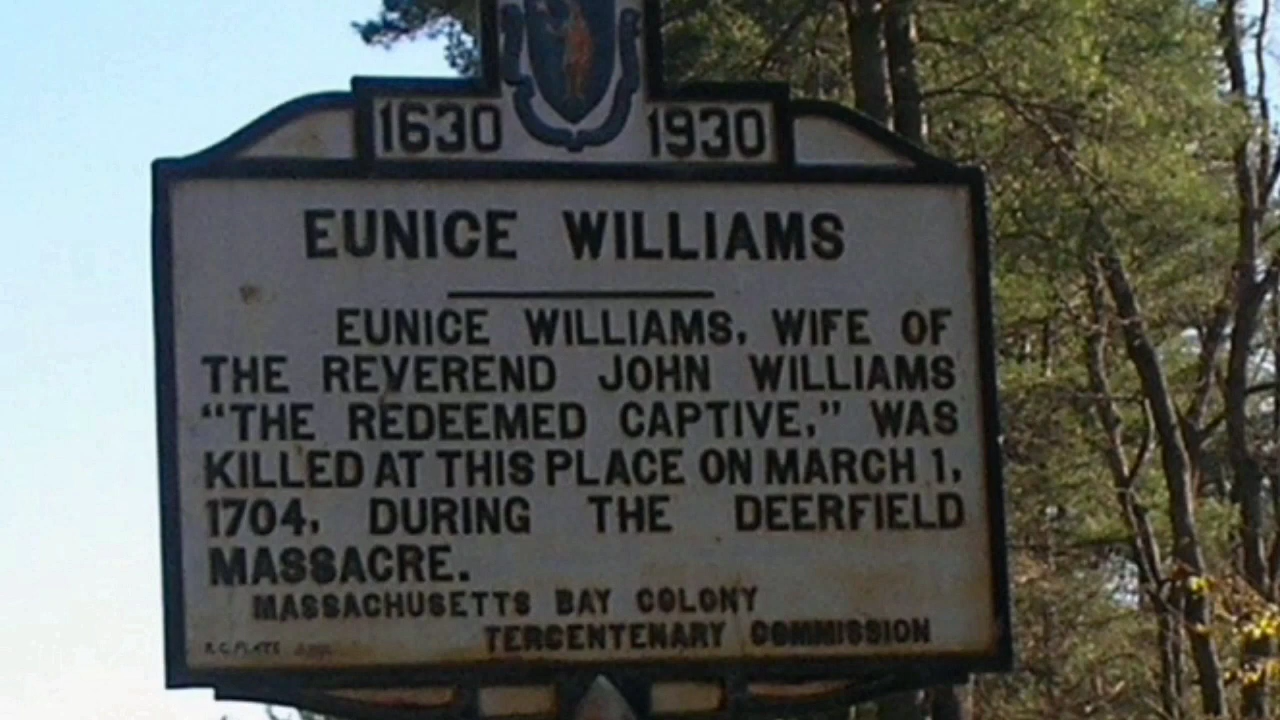 1630 1930
EUNICE WILLIAMS
EUNICE WILLIAMS, WIFE OF
THE REVEREND JOHN WILLIAMS
“THE REDEEMED CAPTIVE,” WAS
KILLED AT THIS PLACE ON MARCH 1,
1704, DURING THE DEERFIELD
MASSACRE.
MASSACHUSETTS BAY COLONY
TERCENTENARY COMMISSION